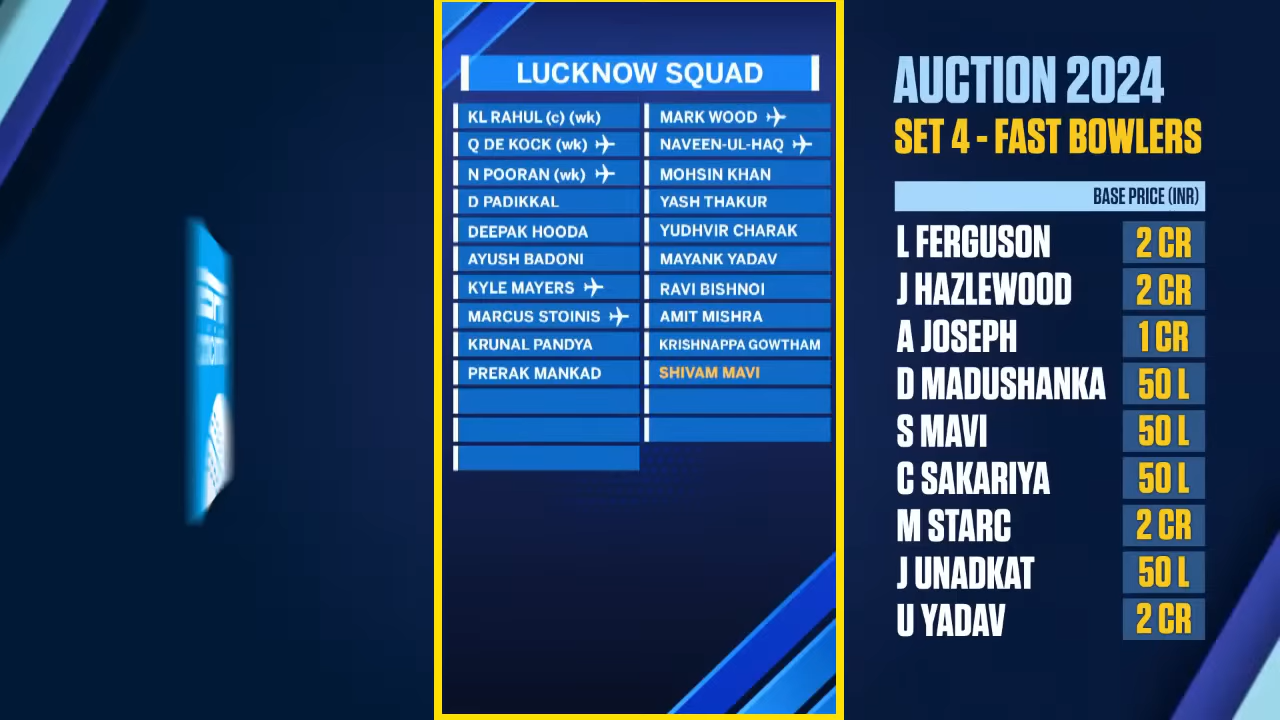 LUCKNOW SQUAD
KL RAHUL (c) (wk)
Q DE KOCK (wk)
N POORAN (wk)
D PADIKKAL
DEEPAK HOODA
AYUSH BADONI
KYLE MAYERS
MARCUS STOINIS
KRUNAL PANDYA
PRERAK MANKAD
MARK WOOD
NAVEEN-UL-HAQ
MOHSIN KHAN
YASH THAKUR
YUDHVIR CHARAK
MAYANK YADAV
RAVI BISHNOI
AMIT MISHRA
KRISHNAPPA GOWTHAM
SHIVAM MAVI
AUCTION 2024
SET 4 - FAST BOWLERS
BASE PRICE (INR)
L FERGUSON 2 CR
J HAZLEWOOD 2 CR
A JOSEPH 1 CR
D MADUSHANKA 50 L
S MAVI 50 L
C SAKARIYA 50 L
M STARC 2 CR
J UNADKAT 50 L
U YADAV 2 CR